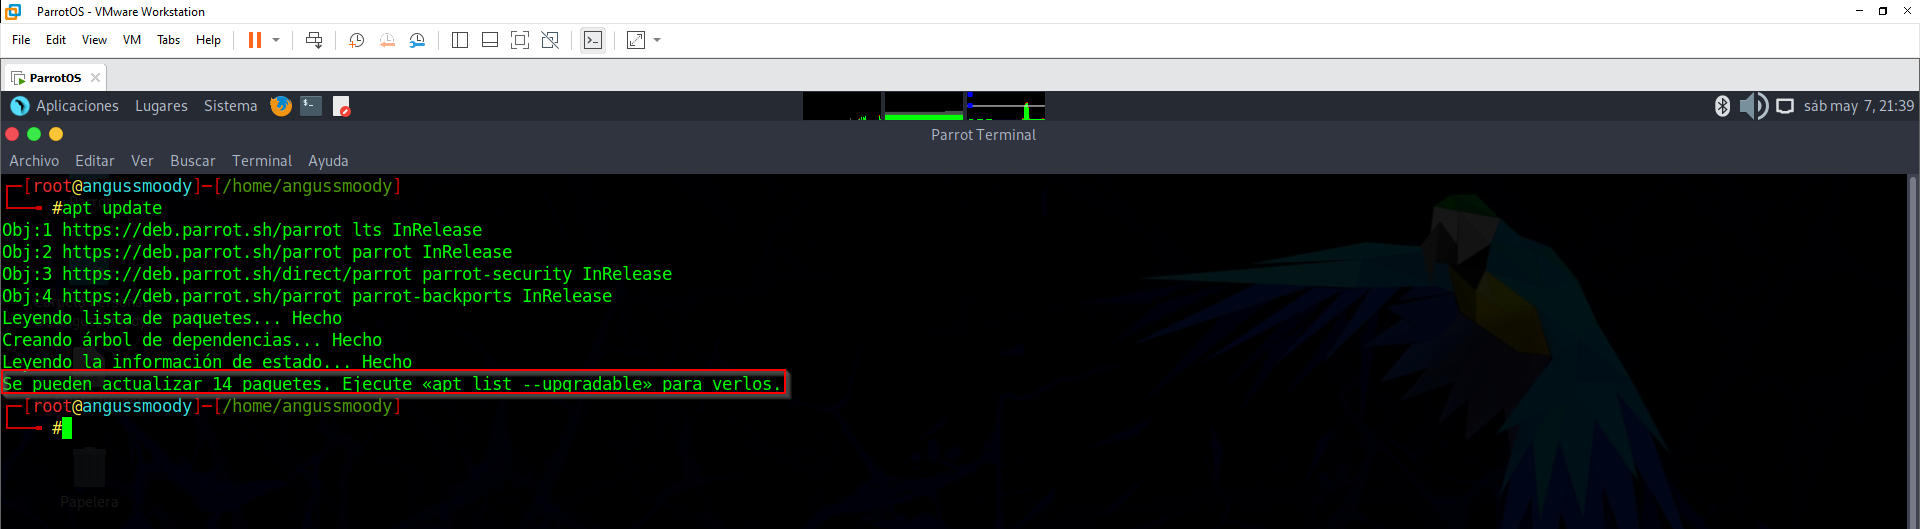 ParrotOS - VMware Workstation
File Edit View VM Tabs Help
ParrotOS
Aplicaciones Lugares Sistema
sáb may 7, 21:39
Parrot Terminal
Archivo Editar Ver Buscar Terminal Ayuda
┌─[root@angussmoody]─[/home/angussmoody]
└──╼ #apt update
Obj:1 https://deb.parrot.sh/parrot lts InRelease
Obj:2 https://deb.parrot.sh/parrot parrot InRelease
Obj:3 https://deb.parrot.sh/direct/parrot parrot-security InRelease
Obj:4 https://deb.parrot.sh/parrot parrot-backports InRelease
Leyendo lista de paquetes... Hecho
Creando árbol de dependencias... Hecho
Leyendo la información de estado... Hecho
Se pueden actualizar 14 paquetes. Ejecute «apt list --upgradable» para verlos.
┌─[root@angussmoody]─[/home/angussmoody]
└──╼ #
Papelera